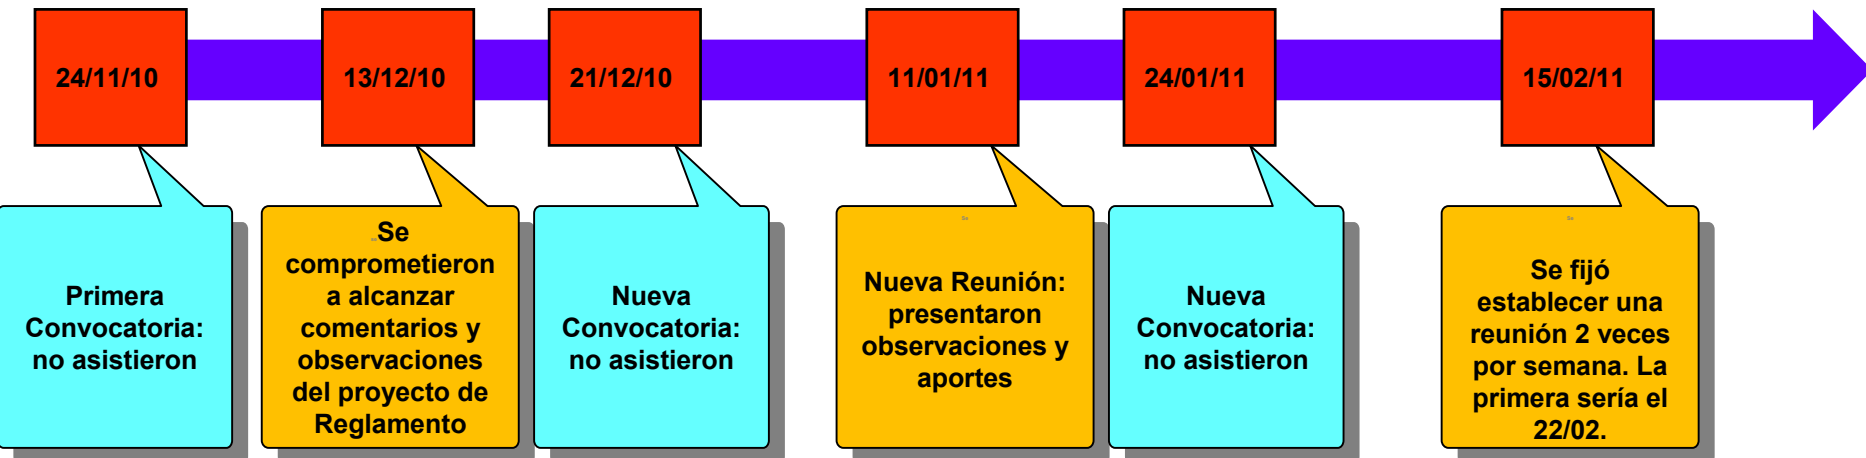 24/11/10
13/12/10
21/12/10
11/01/11
24/01/11
15/02/11
Primera
Convocatoria:
no asistieron
Se
comprometieron
a alcanzar
comentarios y
observaciones
del proyecto de
Reglamento
Nueva
Convocatoria:
no asistieron
Se
Nueva Reunión:
presentaron
observaciones y
aportes
Nueva
Convocatoria:
no asistieron
Se
Se fijó
establecer una
reunión 2 veces
por semana. La
primera sería el
22/02.